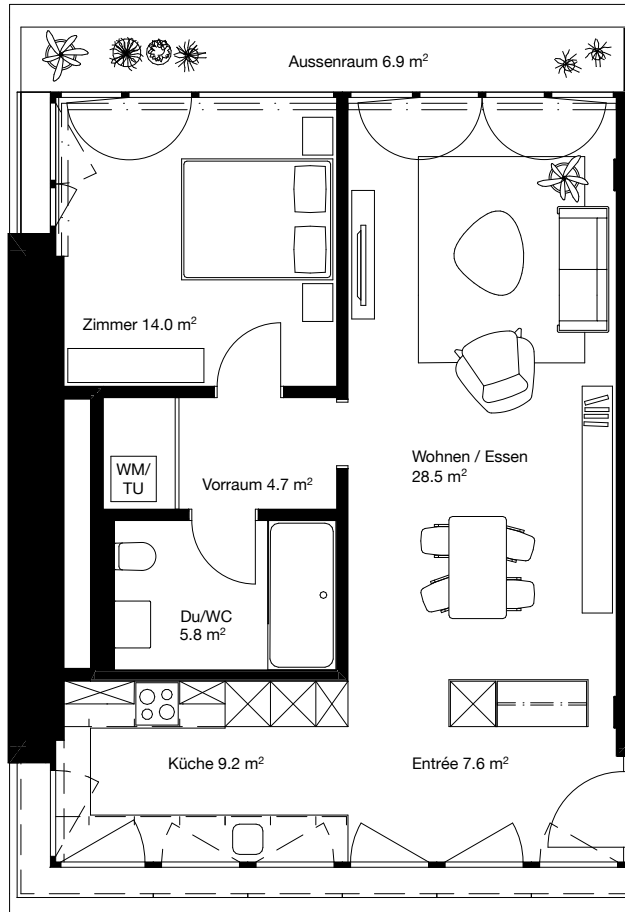 Aussenraum 6.9 m²
Zimmer 14.0 m²
Wohnen / Essen
28.5 m²
WM/
TU
Vorraum 4.7 m²
Du/WC
5.8 m²
Küche 9.2 m²
Entrée 7.6 m²